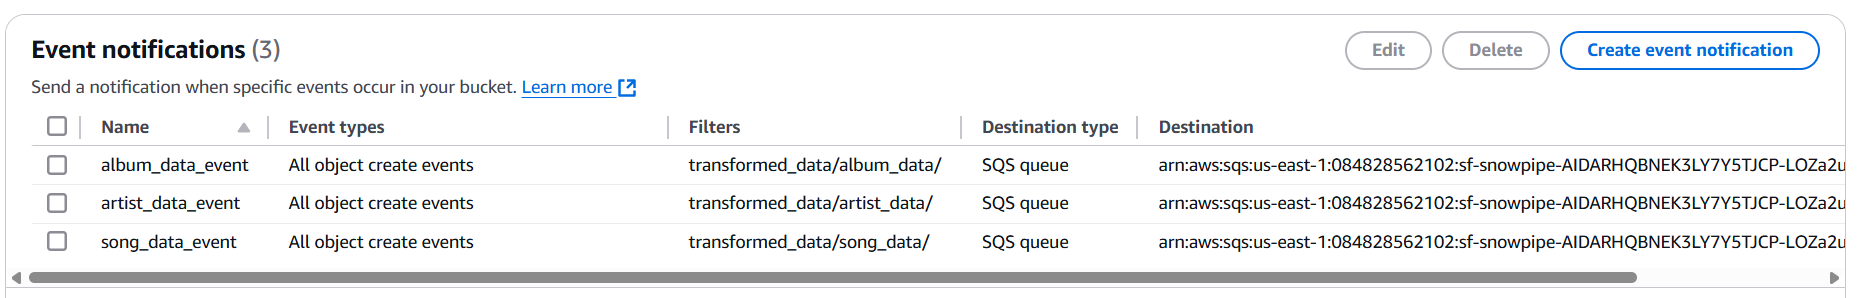 Event notifications (3)
Edit
Delete
Create event notification
Send a notification when specific events occur in your bucket. Learn more
Name Event types Filters Destination type Destination
album_data_event All object create events transformed_data/album_data/ SQS queue arn:aws:sqs:us-east-1:084828562102:sf-snowpipe-AIDARHQBNEK3LY7Y5TJCP-LOZa2u
artist_data_event All object create events transformed_data/artist_data/ SQS queue arn:aws:sqs:us-east-1:084828562102:sf-snowpipe-AIDARHQBNEK3LY7Y5TJCP-LOZa2u
song_data_event All object create events transformed_data/song_data/ SQS queue arn:aws:sqs:us-east-1:084828562102:sf-snowpipe-AIDARHQBNEK3LY7Y5TJCP-LOZa2u